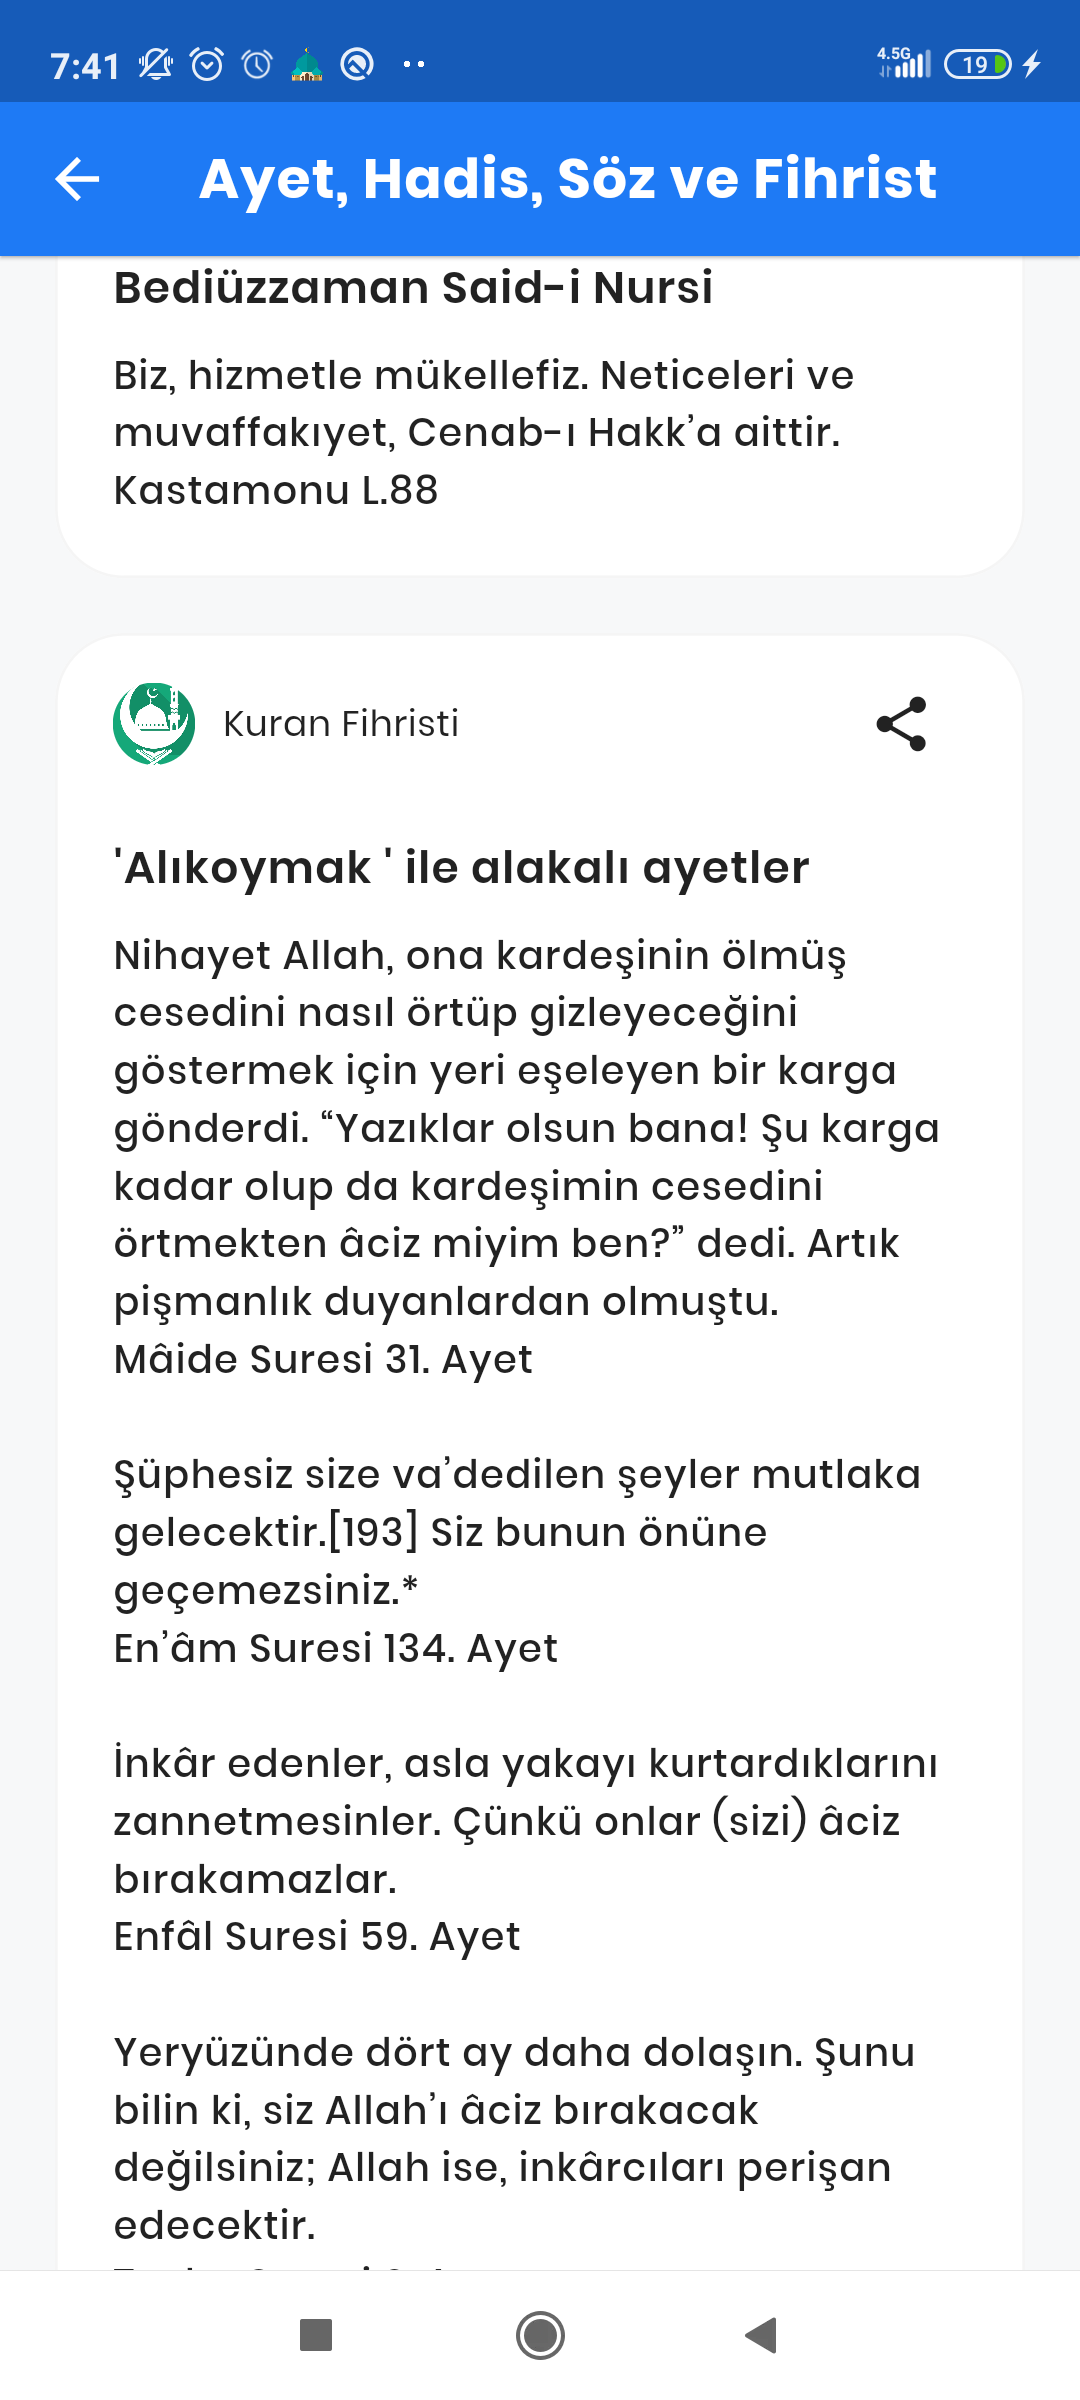 7:41
4.5G
19
Ayet, Hadis, Söz ve Fihrist
Bediüzzaman Said-i Nursi
Biz, hizmetle mükellefiz. Neticeleri ve
muvaffakıyet, Cenab-ı Hakk’a aittir.
Kastamonu L.88
Kuran Fihristi
'Alıkoymak ' ile alakalı ayetler
Nihayet Allah, ona kardeşinin ölmüş
cesedini nasıl örtüp gizleyeceğini
göstermek için yeri eşeleyen bir karga
gönderdi. “Yazıklar olsun bana! Şu karga
kadar olup da kardeşimin cesedini
örtmekten âciz miyim ben?” dedi. Artık
pişmanlık duyanlardan olmuştu.
Mâide Suresi 31. Ayet
Şüphesiz size va’dedilen şeyler mutlaka
gelecektir.[193] Siz bunun önüne
geçemezsiniz.*
En’âm Suresi 134. Ayet
İnkâr edenler, asla yakayı kurtardıklarını
zannetmesinler. Çünkü onlar (sizi) âciz
bırakamazlar.
Enfâl Suresi 59. Ayet
Yeryüzünde dört ay daha dolaşın. Şunu
bilin ki, siz Allah’ı âciz bırakacak
değilsiniz; Allah ise, inkârcıları perişan
edecektir.